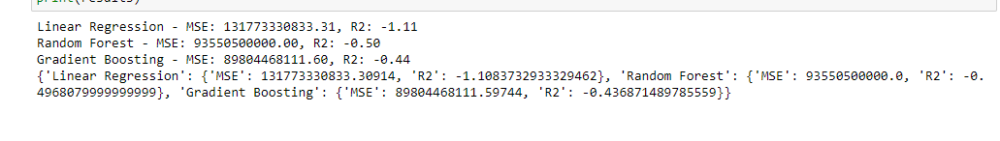 print(results)
Linear Regression - MSE: 131773330833.31, R2: -1.11
Random Forest - MSE: 93550500000.00, R2: -0.50
Gradient Boosting - MSE: 89804468111.60, R2: -0.44
{'Linear Regression': {'MSE': 131773330833.30914, 'R2': -1.1083732933329462}, 'Random Forest': {'MSE': 93550500000.0, 'R2': -0.
4968079999999999}, 'Gradient Boosting': {'MSE': 89804468111.59744, 'R2': -0.436871489785559}}